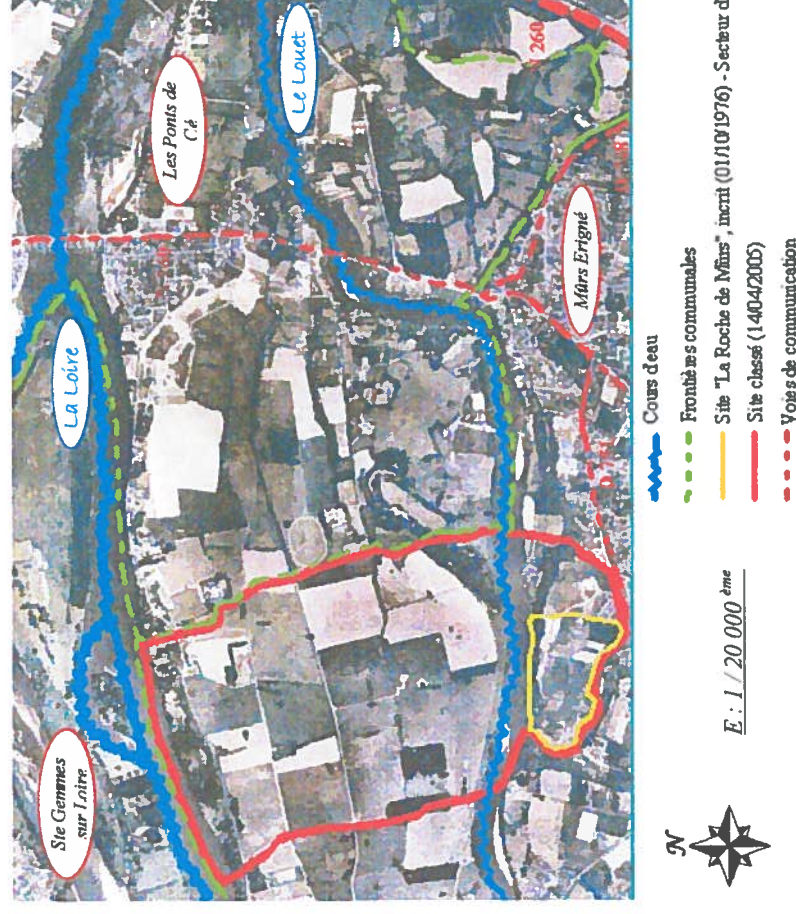 Ste Gemmes
sur Loire
La Loire
Les Ponts de
Cé
Le Louet
260
Mûrs Erigné
N
E : 1 / 20 000 ème
Cours d'eau
Frontières communales
Site "La Roche de Mûrs", inscrit (01/10/1976) - Secteur d
Site classé (14/04/2005)
Voies de communication